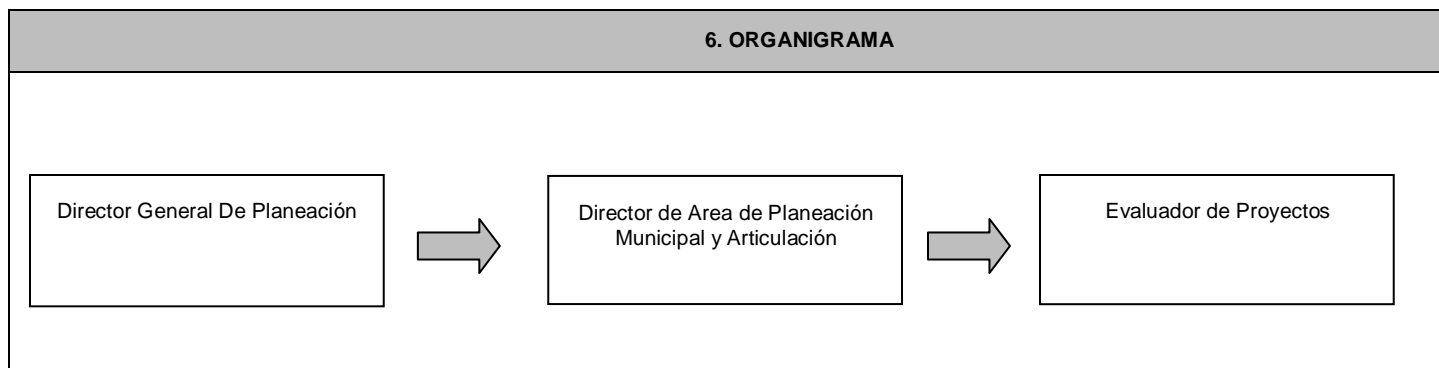 6. ORGANIGRAMA
Director General De Planeación
Director de Area de Planeación
Municipal y Articulación
Evaluador de Proyectos